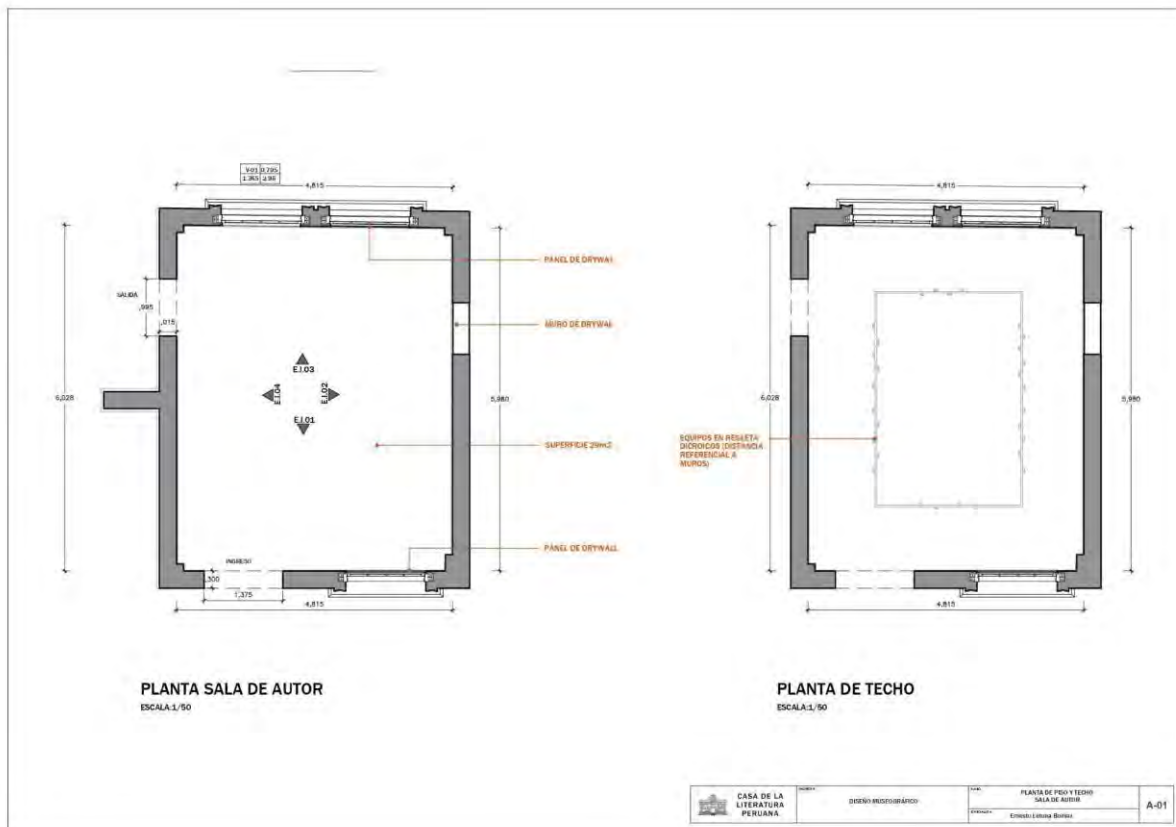 V-01 0.795
1.365 2.98
4,815
PANEL DE DRYWALL
SALIDA
,995
,015
MURO DE DRYWALL
E.I.03
E.I.04
E.I.02
E.I.01
6,028
5,980
SUPERFICIE 29m2
INGRESO
,300
1,375
PANEL DE DRYWALL
4,815
PLANTA SALA DE AUTOR
ESCALA:1/50
4,815
6,028
5,980
EQUIPOS EN REGLETA
DICROICOS (DISTANCIA
REFERENCIAL A
MUROS)
4,815
PLANTA DE TECHO
ESCALA:1/50
CASA DE LA
LITERATURA
PERUANA
DISEÑO MUSEOGRÁFICO
PLANTA DE PISO Y TECHO
SALA DE AUTOR
A-01